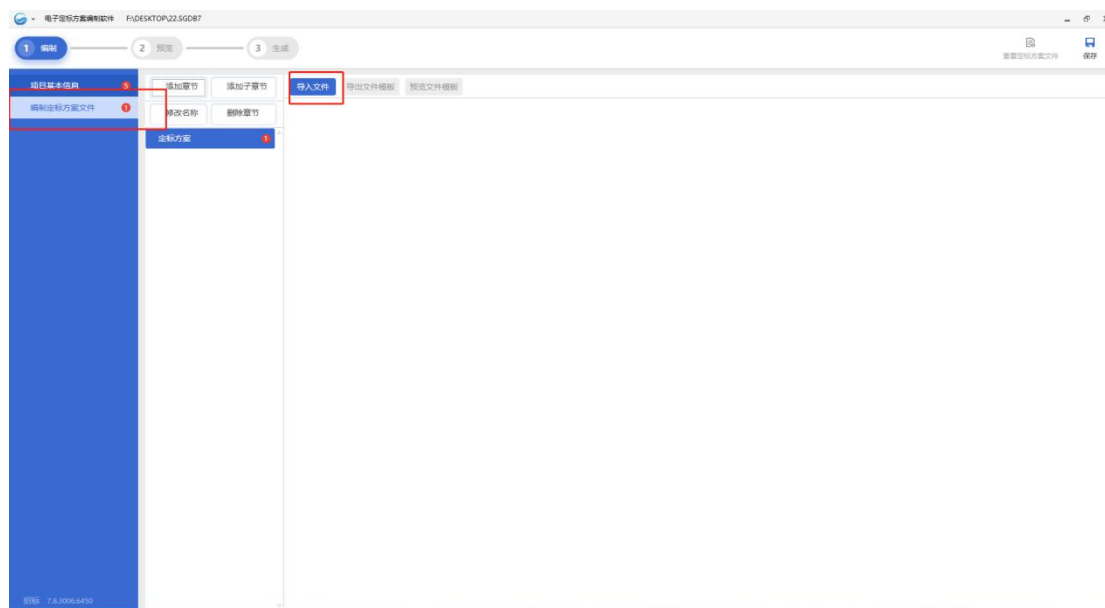 电子定标方案编制软件 F:\DESKTOP\22.SGDB7
1 编制 2 预览 3 生成
查看定标方案文件 保存
项目基本信息 5
编制定标方案文件 1
添加章节 添加子章节
修改名称 删除章节
定标方案 1
导入文件 导出文件模板 预览文件模板
招标 7.8.3006.6450